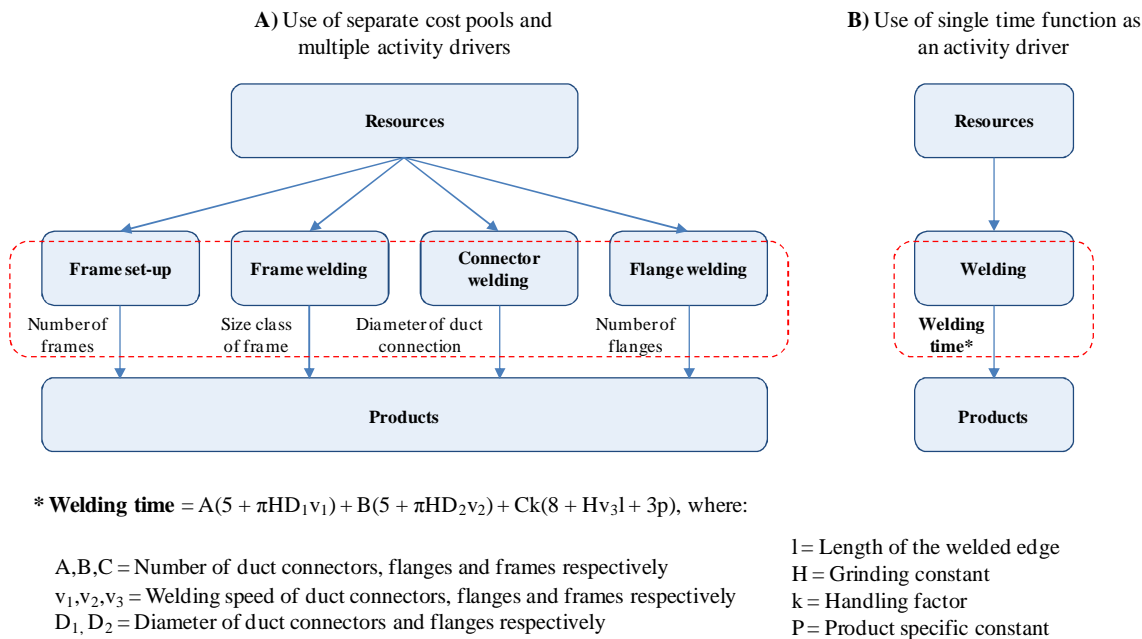 A) Use of separate cost pools and
multiple activity drivers
B) Use of single time function as
an activity driver
Resources
Resources
Frame set-up
Frame welding
Connector
welding
Flange welding
Welding
Number of
frames
Size class
of frame
Diameter of duct
connection
Number of
flanges
Welding
time*
Products
Products
* Welding time = A(5 + πHD₁v₁) + B(5 + πHD₂v₂) + Ck(8 + Hv₃l + 3p), where:
A,B,C = Number of duct connectors, flanges and frames respectively
v₁,v₂,v₃ = Welding speed of duct connectors, flanges and frames respectively
D₁, D₂ = Diameter of duct connectors and flanges respectively
l = Length of the welded edge
H = Grinding constant
k = Handling factor
P = Product specific constant